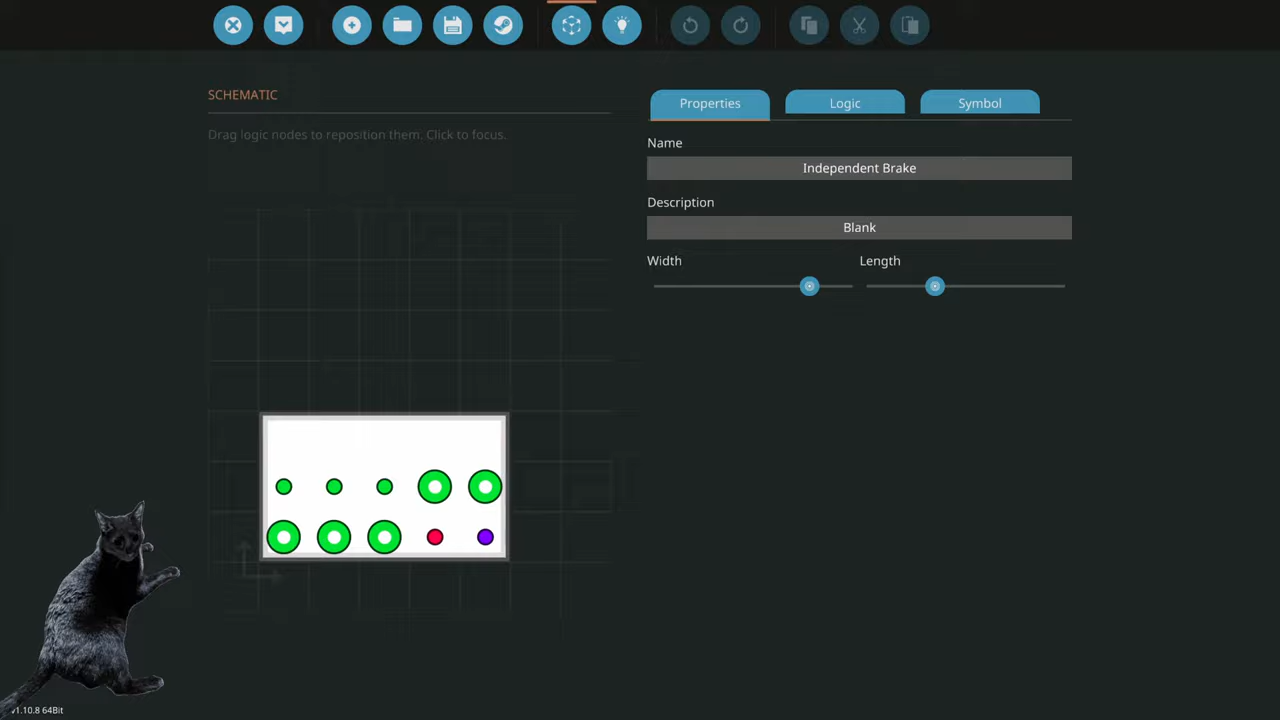 SCHEMATIC
Drag logic nodes to reposition them. Click to focus.
Properties
Logic
Symbol
Name
Independent Brake
Description
Blank
Width
Length
v1.10.8 64Bit